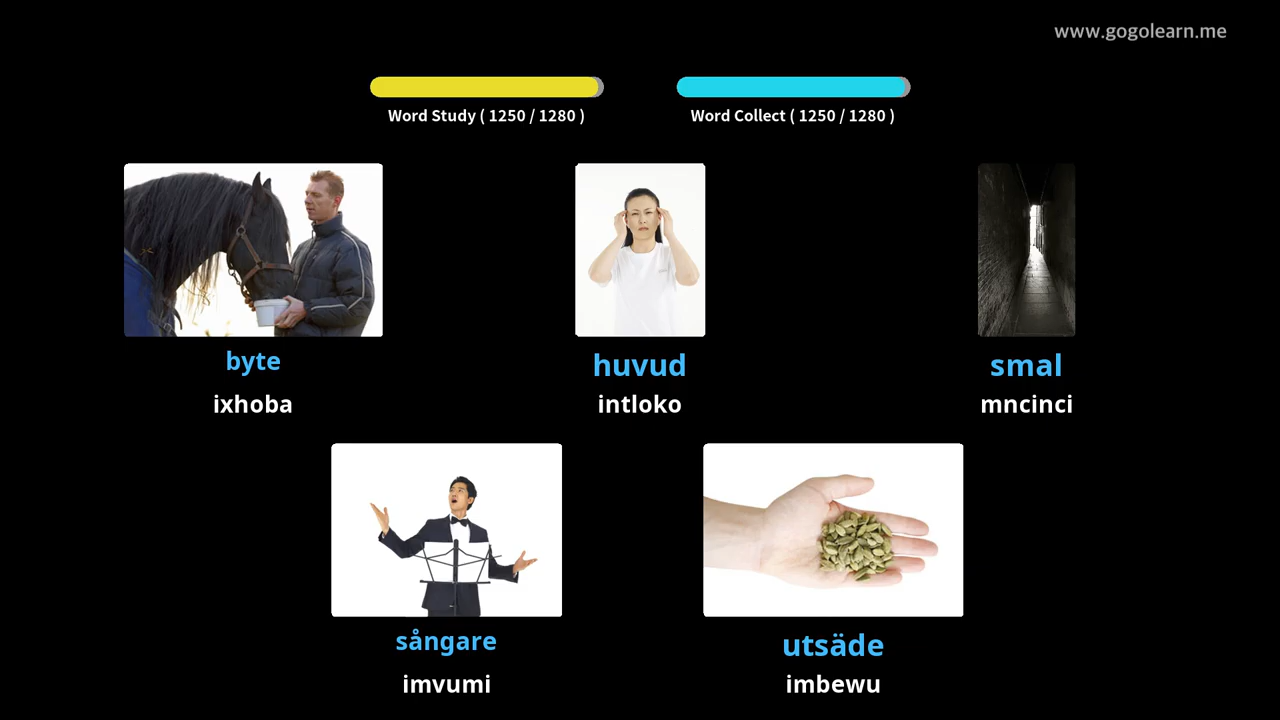 www.gogolearn.me
Word Study ( 1250 / 1280 )
Word Collect ( 1250 / 1280 )
byte
ixhoba
huvud
intloko
smal
mncinci
sångare
imvumi
utsäde
imbewu